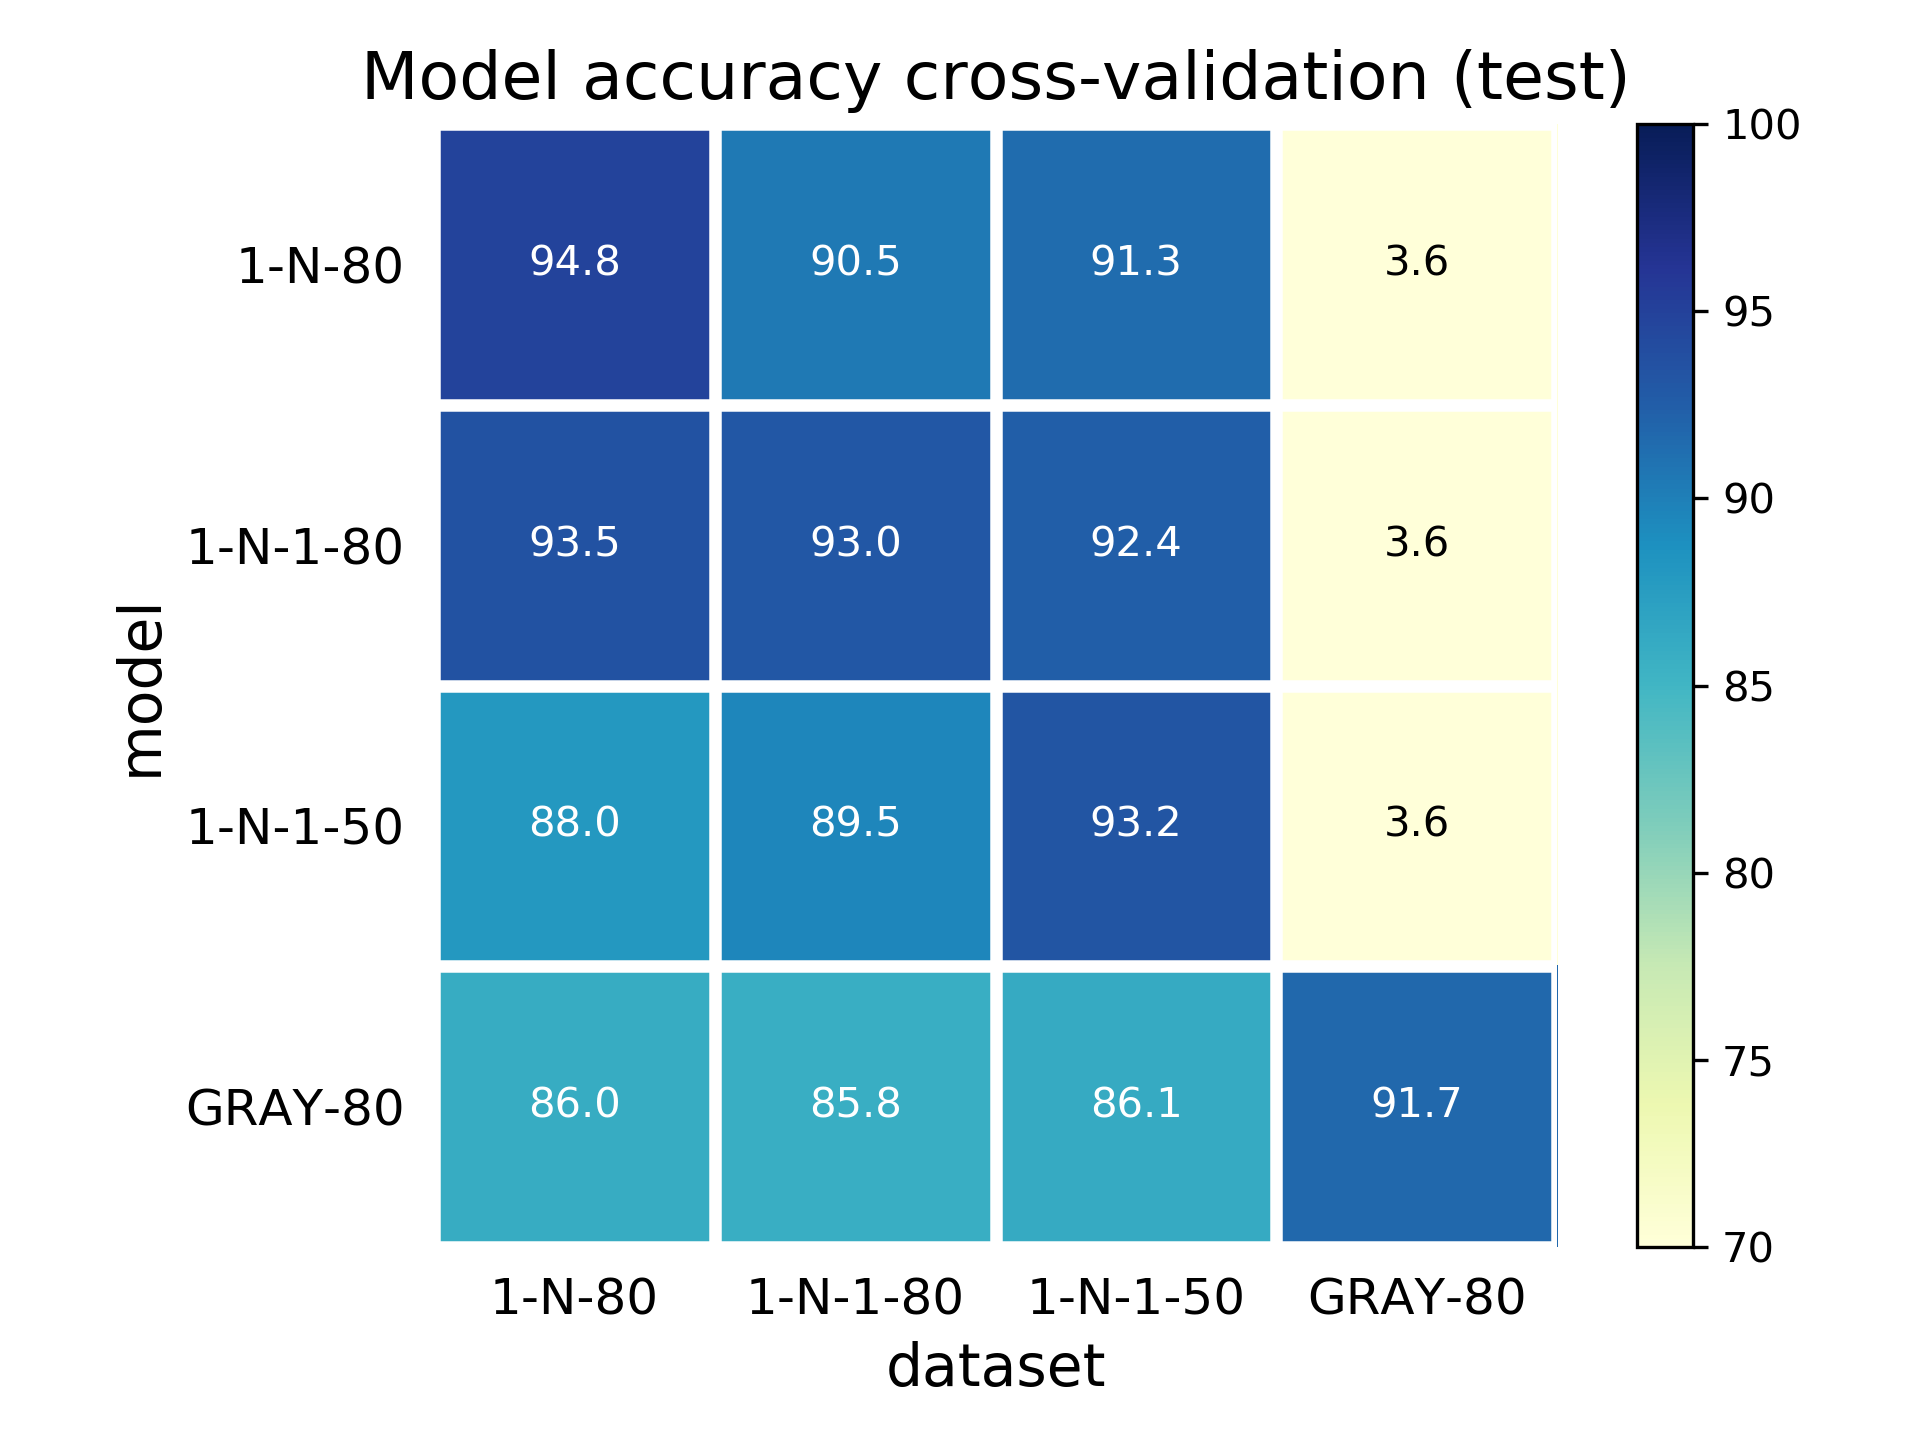 Model accuracy cross-validation (test)
100
1-N-80 94.8 90.5 91.3 3.6
95
90
1-N-1-80 93.5 93.0 92.4 3.6
model
85
1-N-1-50 88.0 89.5 93.2 3.6
80
75
GRAY-80 86.0 85.8 86.1 91.7
70
1-N-80 1-N-1-80 1-N-1-50 GRAY-80
dataset